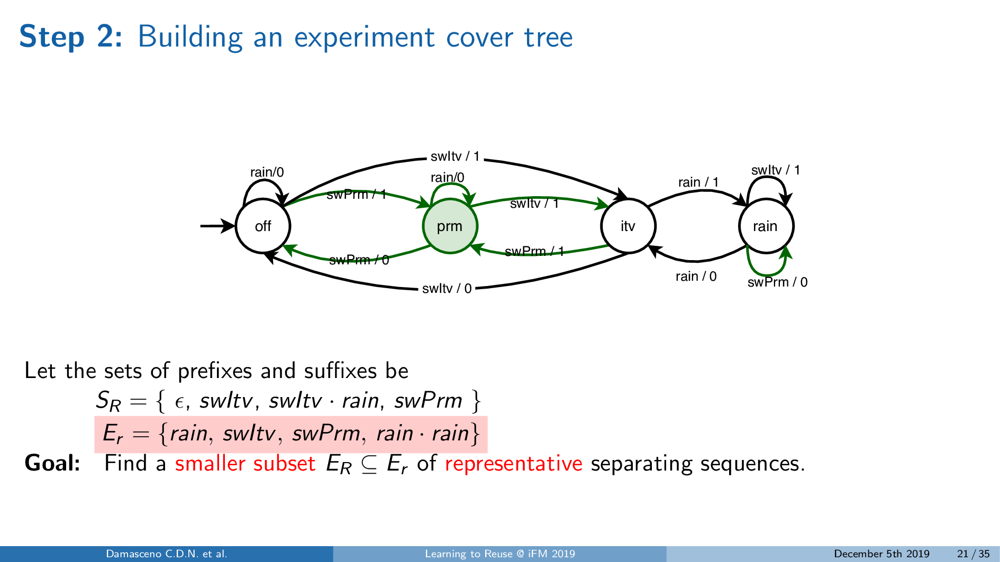 Step 2: Building an experiment cover tree
swItv / 1
rain/0
rain/0
swItv / 1
rain / 1
swPrm / 1
swItv / 1
off
prm
itv
rain
swPrm / 0
swPrm / 1
rain / 0
swPrm / 0
swItv / 0
Let the sets of prefixes and suffixes be
S_R = { ϵ, swItv, swItv · rain, swPrm }
E_r = {rain, swItv, swPrm, rain · rain}
Goal: Find a smaller subset E_R ⊆ E_r of representative separating sequences.
Damasceno C.D.N. et al. Learning to Reuse @ iFM 2019 December 5th 2019 21 / 35